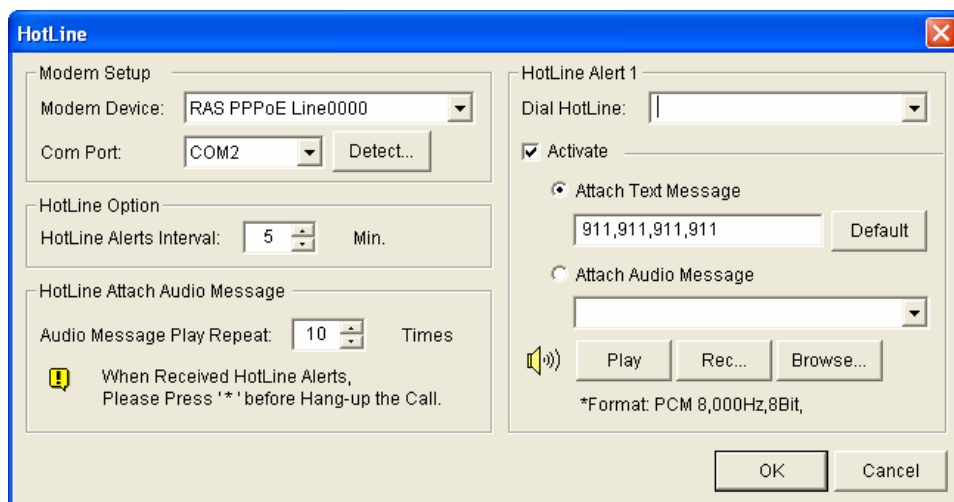 HotLine
Modem Setup
Modem Device: RAS PPPoE Line0000
Com Port: COM2 Detect...
HotLine Option
HotLine Alerts Interval: 5 Min.
HotLine Attach Audio Message
Audio Message Play Repeat: 10 Times
When Received HotLine Alerts,
Please Press '*' before Hang-up the Call.
HotLine Alert 1
Dial HotLine:
Activate
Attach Text Message
911,911,911,911 Default
Attach Audio Message
Play Rec... Browse...
*Format: PCM 8,000Hz,8Bit,
OK Cancel